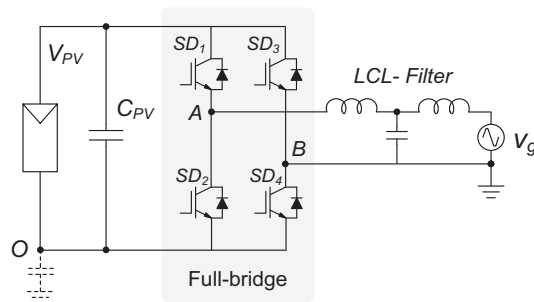 V_PV
SD_1
SD_3
LCL- Filter
C_PV
A
B
v_g
SD_2
SD_4
O
Full-bridge